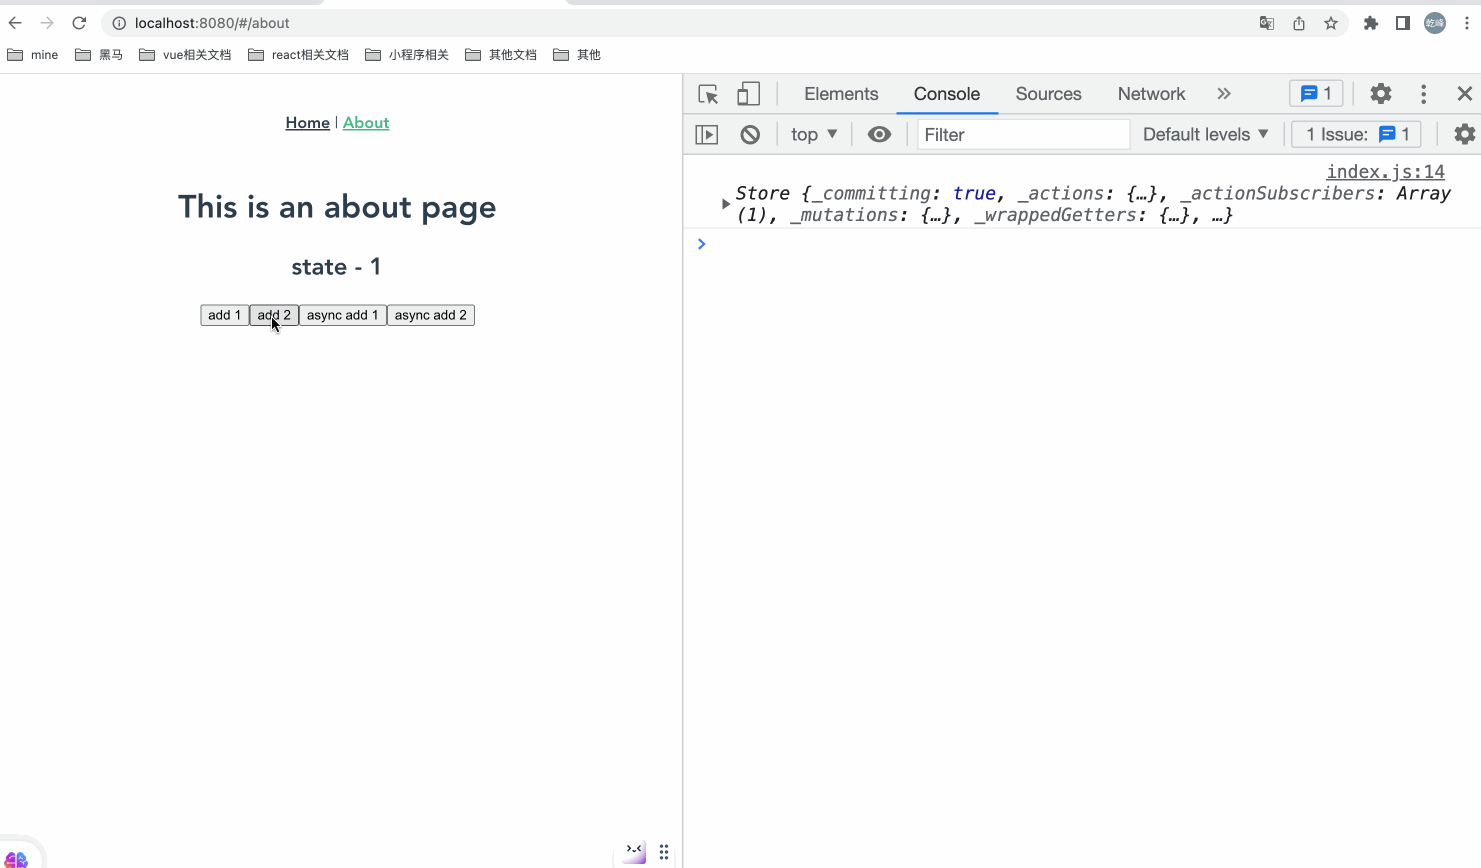 localhost:8080/#/about
乾峰
mine 黑马 vue相关文档 react相关文档 小程序相关 其他文档 其他
Home | About
This is an about page
state - 1
add 1 add 2 async add 1 async add 2
Elements Console Sources Network » 1
top ▼ Filter Default levels ▼ 1 Issue: 1
index.js:14
Store {_committing: true, _actions: {…}, _actionSubscribers: Array
(1), _mutations: {…}, _wrappedGetters: {…}, …}